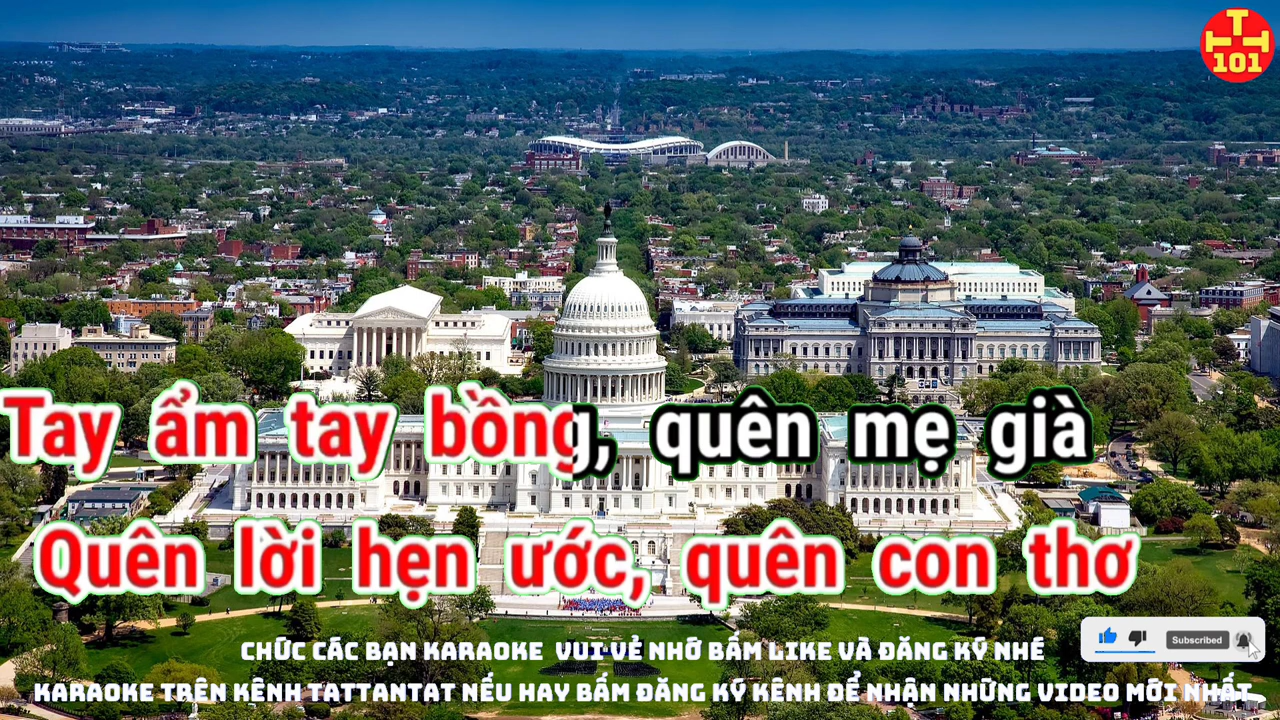 TTT
101
Tay ẩm tay bồng, quên mẹ già
Quên lời hẹn ước, quên con thơ
Subscribed
CHÚC CÁC BẠN KARAOKE VUI VẺ NHỚ BẤM LIKE VÀ ĐĂNG KÝ NHÉ
KARAOKE TRÊN KÊNH TATTANTAT NẾU HAY BẤM ĐĂNG KÝ KÊNH ĐỂ NHẬN NHỮNG VIDEO MỚI NHẤT